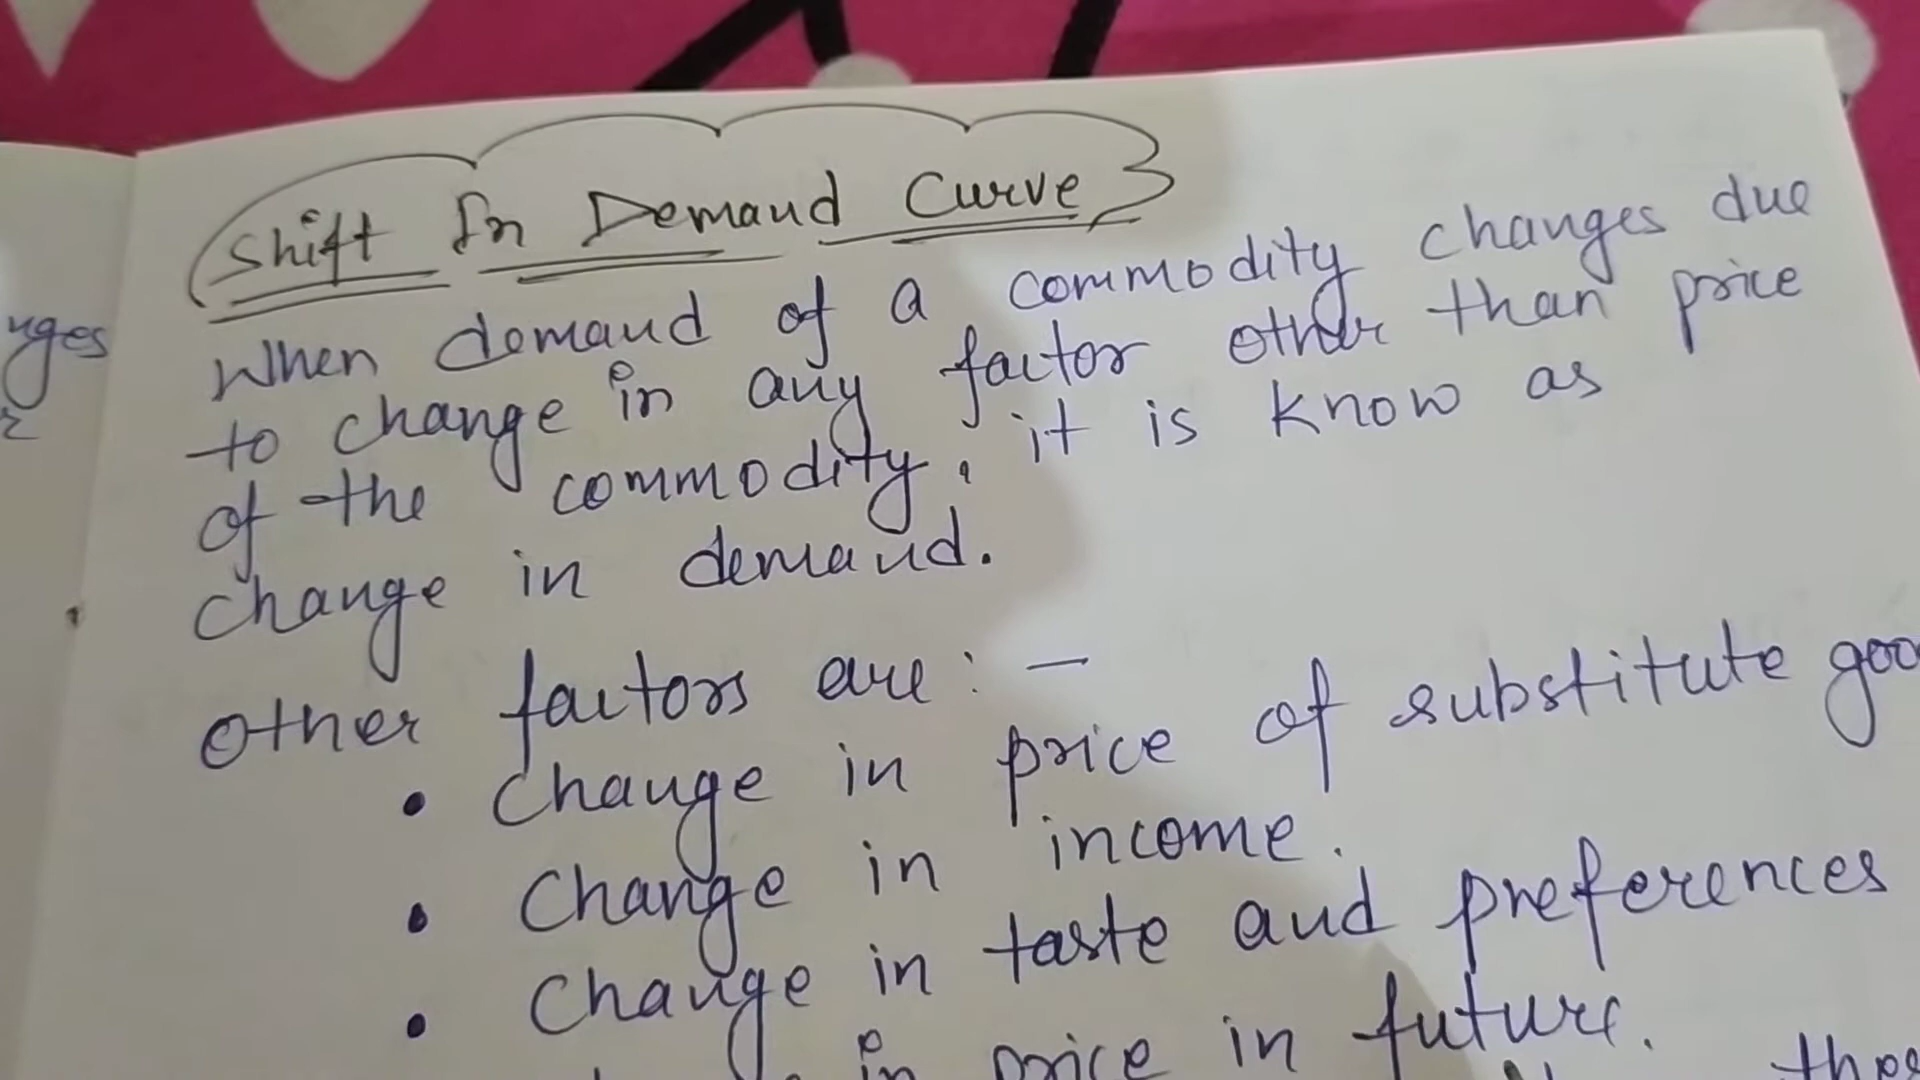 Shift In Demand Curve
When demand of a commodity changes due
to change in any factor other than price
of the commodity, it is know as
change in demand.
Other factors are : —
• Change in price of substitute goo
• Change in income.
• Change in taste and preferences
in price in future.
nges